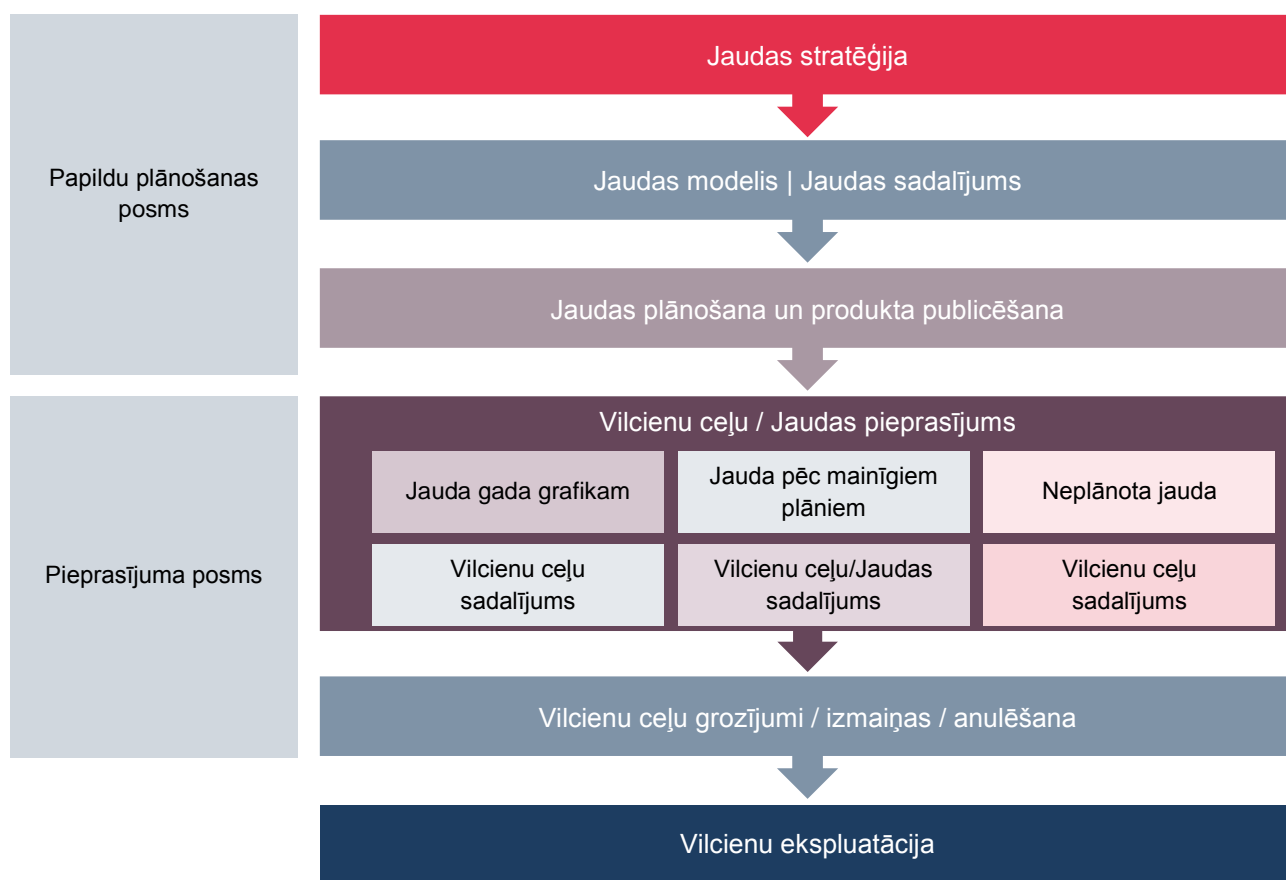 Jaudas stratēģija
Papildu plānošanas
posms
Jaudas modelis | Jaudas sadalījums
Jaudas plānošana un produkta publicēšana
Pieprasījuma posms
Vilcienu ceļu / Jaudas pieprasījums
Jauda gada grafikam
Jauda pēc mainīgiem
plāniem
Neplānota jauda
Vilcienu ceļu
sadalījums
Vilcienu ceļu/Jaudas
sadalījums
Vilcienu ceļu
sadalījums
Vilcienu ceļu grozījumi / izmaiņas / anulēšana
Vilcienu ekspluatācija